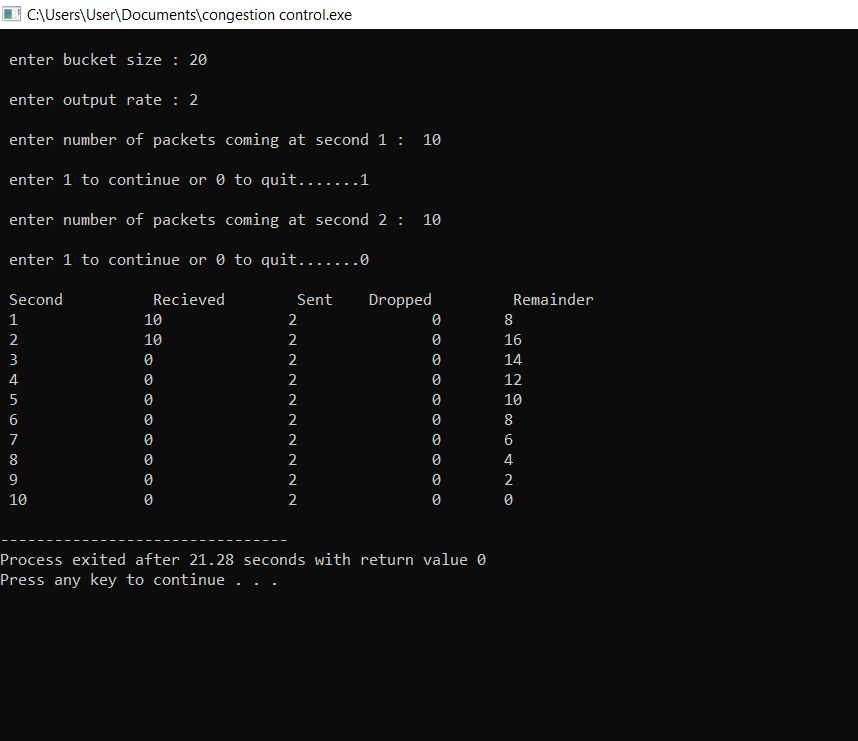 C:\Users\User\Documents\congestion control.exe
enter bucket size : 20
enter output rate : 2
enter number of packets coming at second 1 :  10
enter 1 to continue or 0 to quit.......1
enter number of packets coming at second 2 :  10
enter 1 to continue or 0 to quit.......0
Second          Recieved        Sent    Dropped         Remainder
1              10              2               0       8
2              10              2               0       16
3              0               2               0       14
4              0               2               0       12
5              0               2               0       10
6              0               2               0       8
7              0               2               0       6
8              0               2               0       4
9              0               2               0       2
10             0               2               0       0
--------------------------------
Process exited after 21.28 seconds with return value 0
Press any key to continue . . .